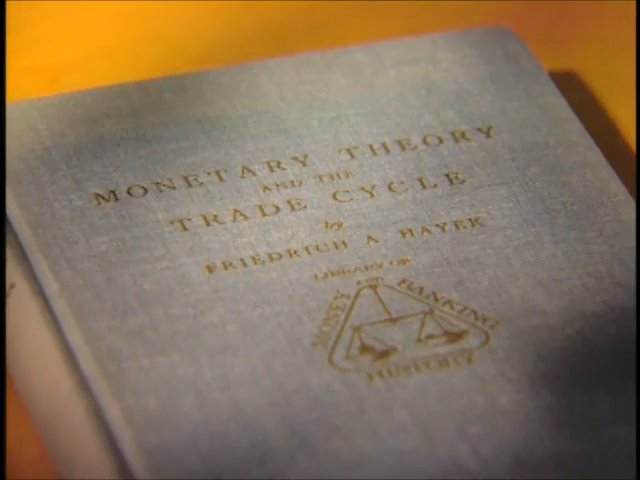 MONETARY THEORY
AND THE
TRADE CYCLE
by
FRIEDRICH A HAYEK
LIBRARY OF
MONEY
AND
BANKING
HISTORY